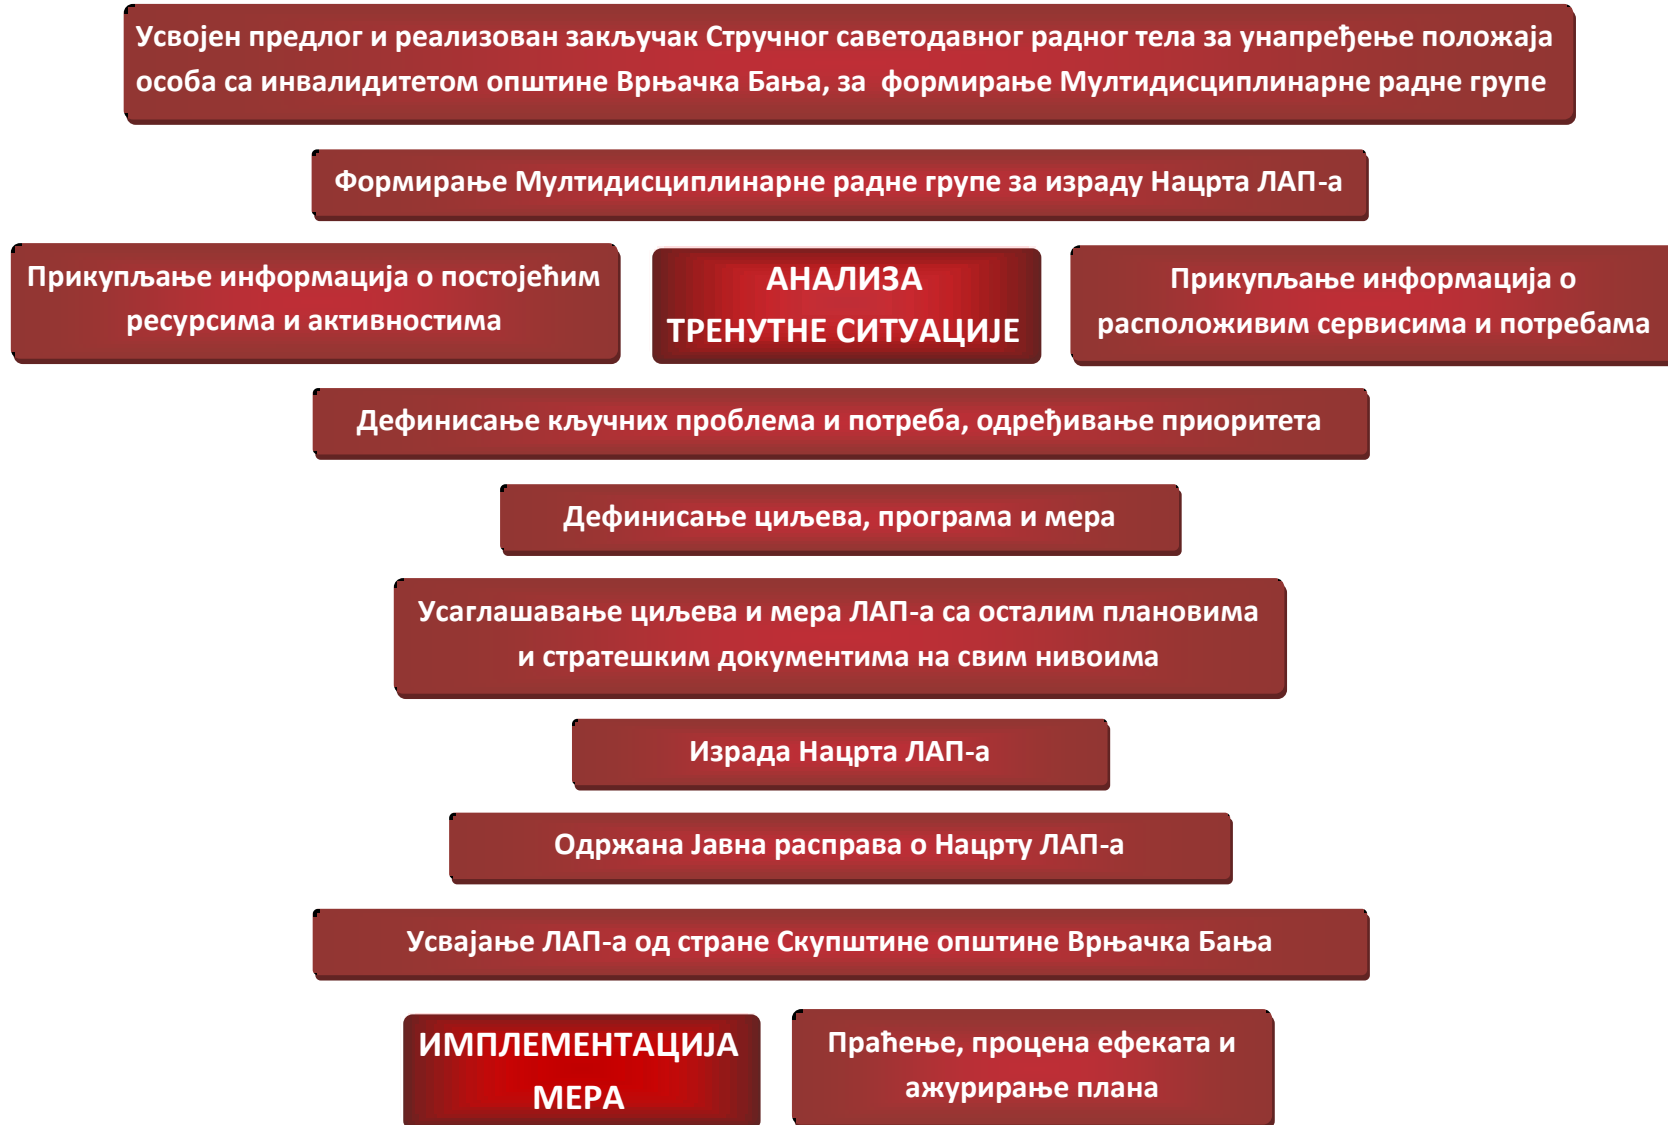 Усвојен предлог и реализован закључак Стручног саветодавног радног тела за унапређење положаја
особа са инвалидитетом општине Врњачка Бања, за формирање Мултидисциплинарне радне групе
Формирање Мултидисциплинарне радне групе за израду Нацрта ЛАП-а
Прикупљање информација о постојећим
ресурсима и активностима
АНАЛИЗА
ТРЕНУТНЕ СИТУАЦИЈЕ
Прикупљање информација о
расположивим сервисима и потребама
Дефинисање кључних проблема и потреба, одређивање приоритета
Дефинисање циљева, програма и мера
Усаглашавање циљева и мера ЛАП-а са осталим плановима
и стратешким документима на свим нивоима
Израда Нацрта ЛАП-а
Одржана Јавна расправа о Нацрту ЛАП-а
Усвајање ЛАП-а од стране Скупштине општине Врњачка Бања
ИМПЛЕМЕНТАЦИЈА
МЕРА
Праћење, процена ефеката и
ажурирање плана